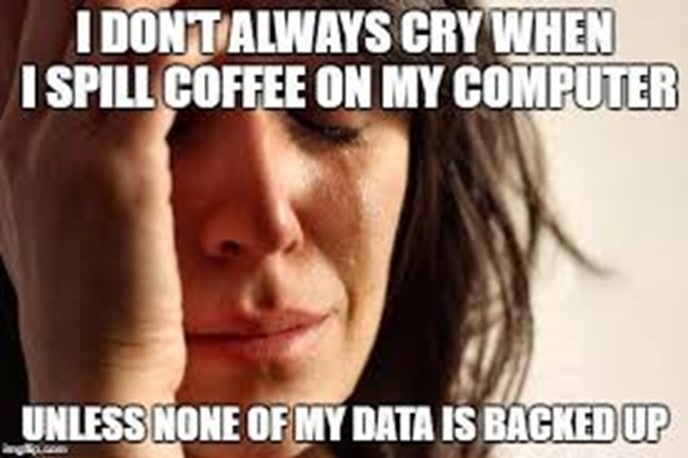 I DON'T ALWAYS CRY WHEN
I SPILL COFFEE ON MY COMPUTER
UNLESS NONE OF MY DATA IS BACKED UP
imgflip.com